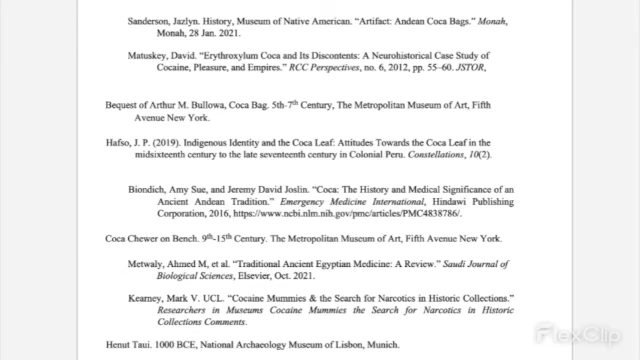 Sanderson, Jazlyn. History, Museum of Native American. “Artifact: Andean Coca Bags.” Monah,
Monah, 28 Jan. 2021.
Matuskey, David. “Erythroxylum Coca and Its Discontents: A Neurohistorical Case Study of
Cocaine, Pleasure, and Empires.” RCC Perspectives, no. 6, 2012, pp. 55–60. JSTOR,
Bequest of Arthur M. Bullowa, Coca Bag. 5th-7th Century, The Metropolitan Museum of Art, Fifth
Avenue New York.
Hafso, J. P. (2019). Indigenous Identity and the Coca Leaf: Attitudes Towards the Coca Leaf in the
midsixteenth century to the late seventeenth century in Colonial Peru. Constellations, 10(2).
Biondich, Amy Sue, and Jeremy David Joslin. “Coca: The History and Medical Significance of an
Ancient Andean Tradition.” Emergency Medicine International, Hindawi Publishing
Corporation, 2016, https://www.ncbi.nlm.nih.gov/pmc/articles/PMC4838786/.
Coca Chewer on Bench. 9th-15th Century. The Metropolitan Museum of Art, Fifth Avenue New York.
Metwaly, Ahmed M, et al. “Traditional Ancient Egyptian Medicine: A Review.” Saudi Journal of
Biological Sciences, Elsevier, Oct. 2021.
Kearney, Mark V. UCL. “Cocaine Mummies & the Search for Narcotics in Historic Collections.”
Researchers in Museums Cocaine Mummies the Search for Narcotics in Historic
Collections Comments.
Henut Taui. 1000 BCE, National Archaeology Museum of Lisbon, Munich.
FlexClip